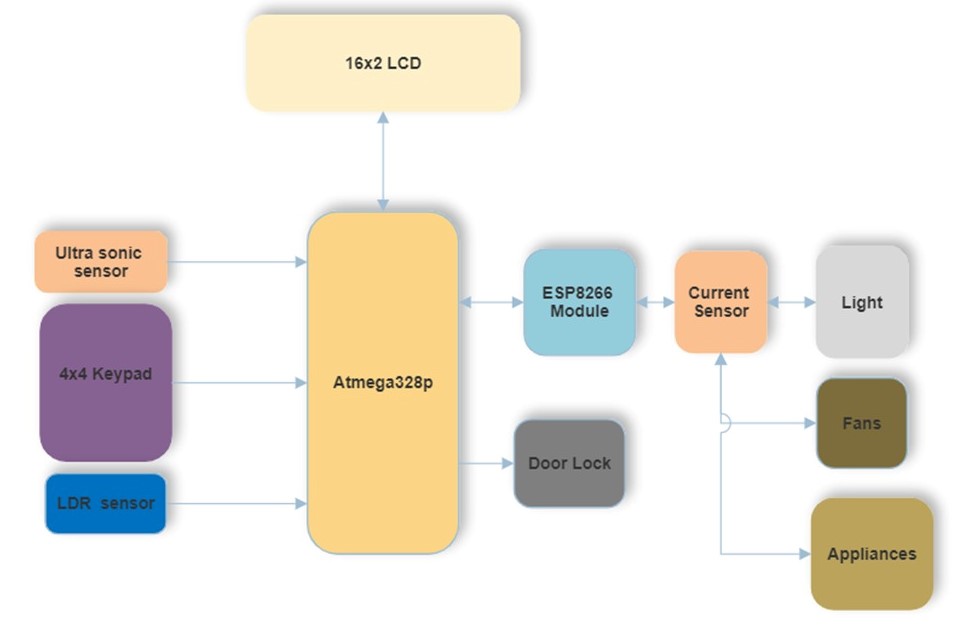 16x2 LCD
Ultra sonic
sensor
4x4 Keypad
LDR sensor
Atmega328p
ESP8266
Module
Current
Sensor
Light
Fans
Door Lock
Appliances